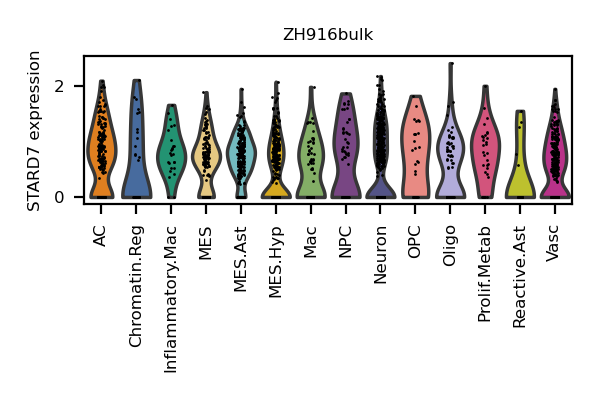 ZH916bulk
STARD7 expression
2
0
AC
Chromatin.Reg
Inflammatory.Mac
MES
MES.Ast
MES.Hyp
Mac
NPC
Neuron
OPC
Oligo
Prolif.Metab
Reactive.Ast
Vasc